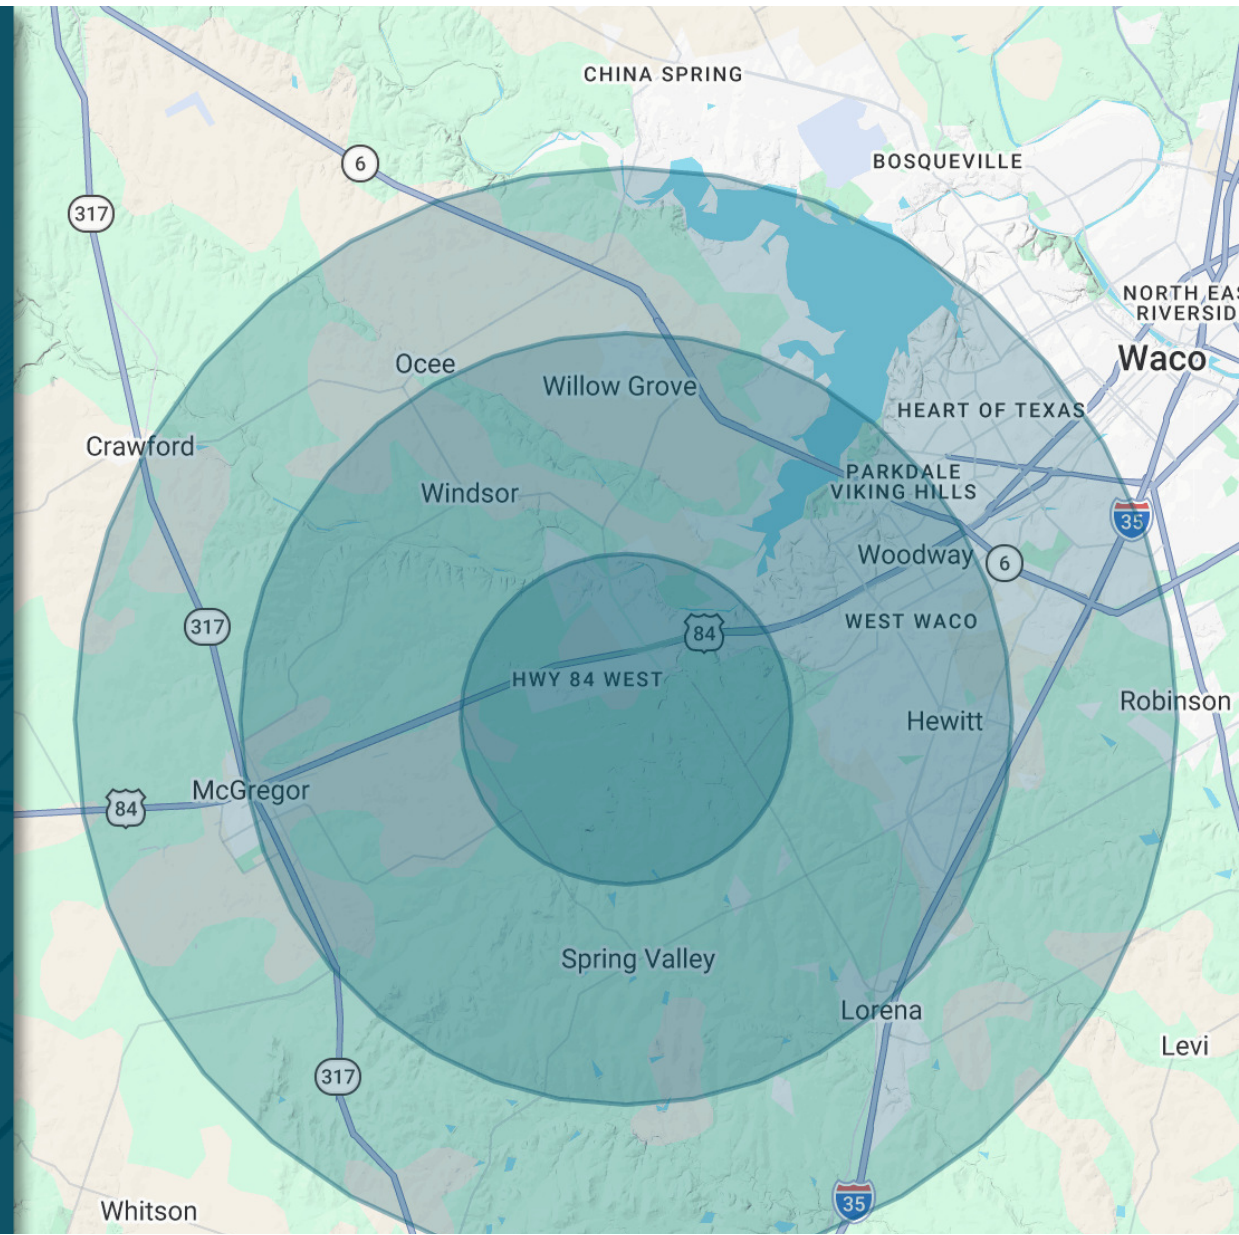 CHINA SPRING
6
BOSQUEVILLE
317
NORTH EAS
RIVERSID
Waco
Ocee
Willow Grove
HEART OF TEXAS
Crawford
PARKDALE
VIKING HILLS
Windsor
35
Woodway
6
317
WEST WACO
84
HWY 84 WEST
Robinson
Hewitt
McGregor
84
Spring Valley
Lorena
Levi
317
Whitson
35